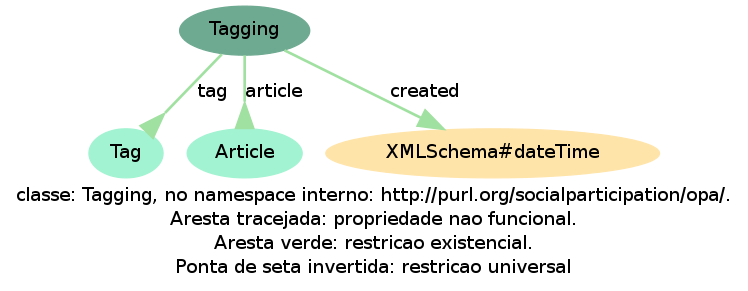 Tagging
tag article created
Tag Article XMLSchema#dateTime
classe: Tagging, no namespace interno: http://purl.org/socialparticipation/opa/.
Aresta tracejada: propriedade nao funcional.
Aresta verde: restricao existencial.
Ponta de seta invertida: restricao universal